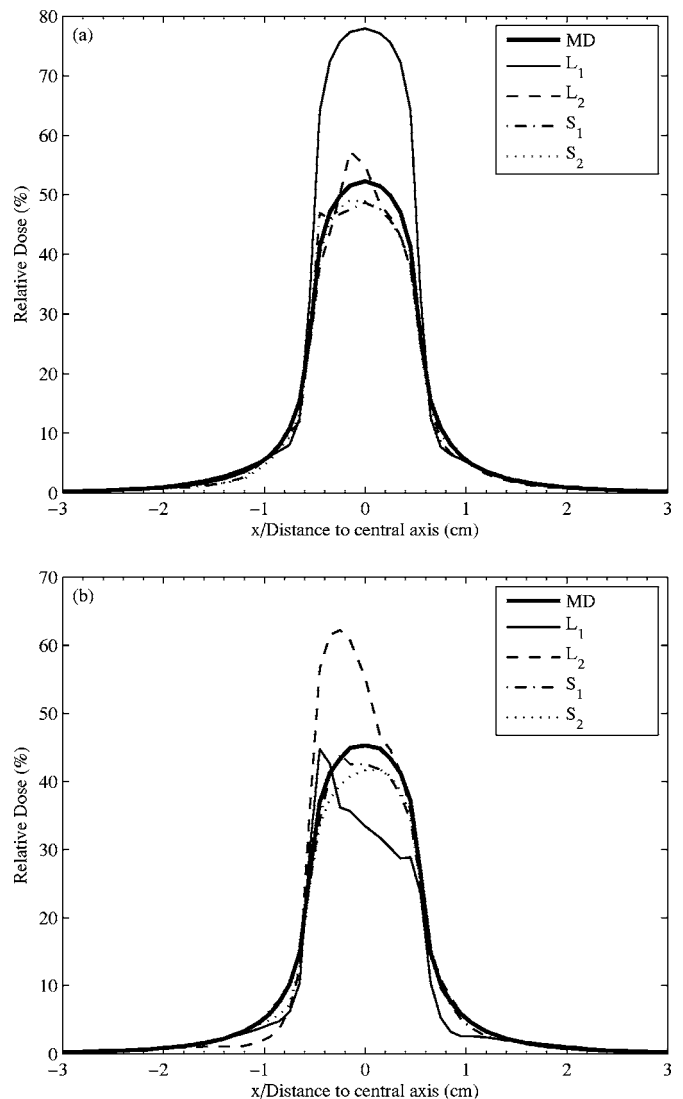 (a)
80
70
60
50
40
30
20
10
0
Relative Dose (%)
−3
−2
−1
0
1
2
3
x/Distance to central axis (cm)
MD
L1
L2
S1
S2
(b)
70
60
50
40
30
20
10
0
Relative Dose (%)
−3
−2
−1
0
1
2
3
x/Distance to central axis (cm)
MD
L1
L2
S1
S2